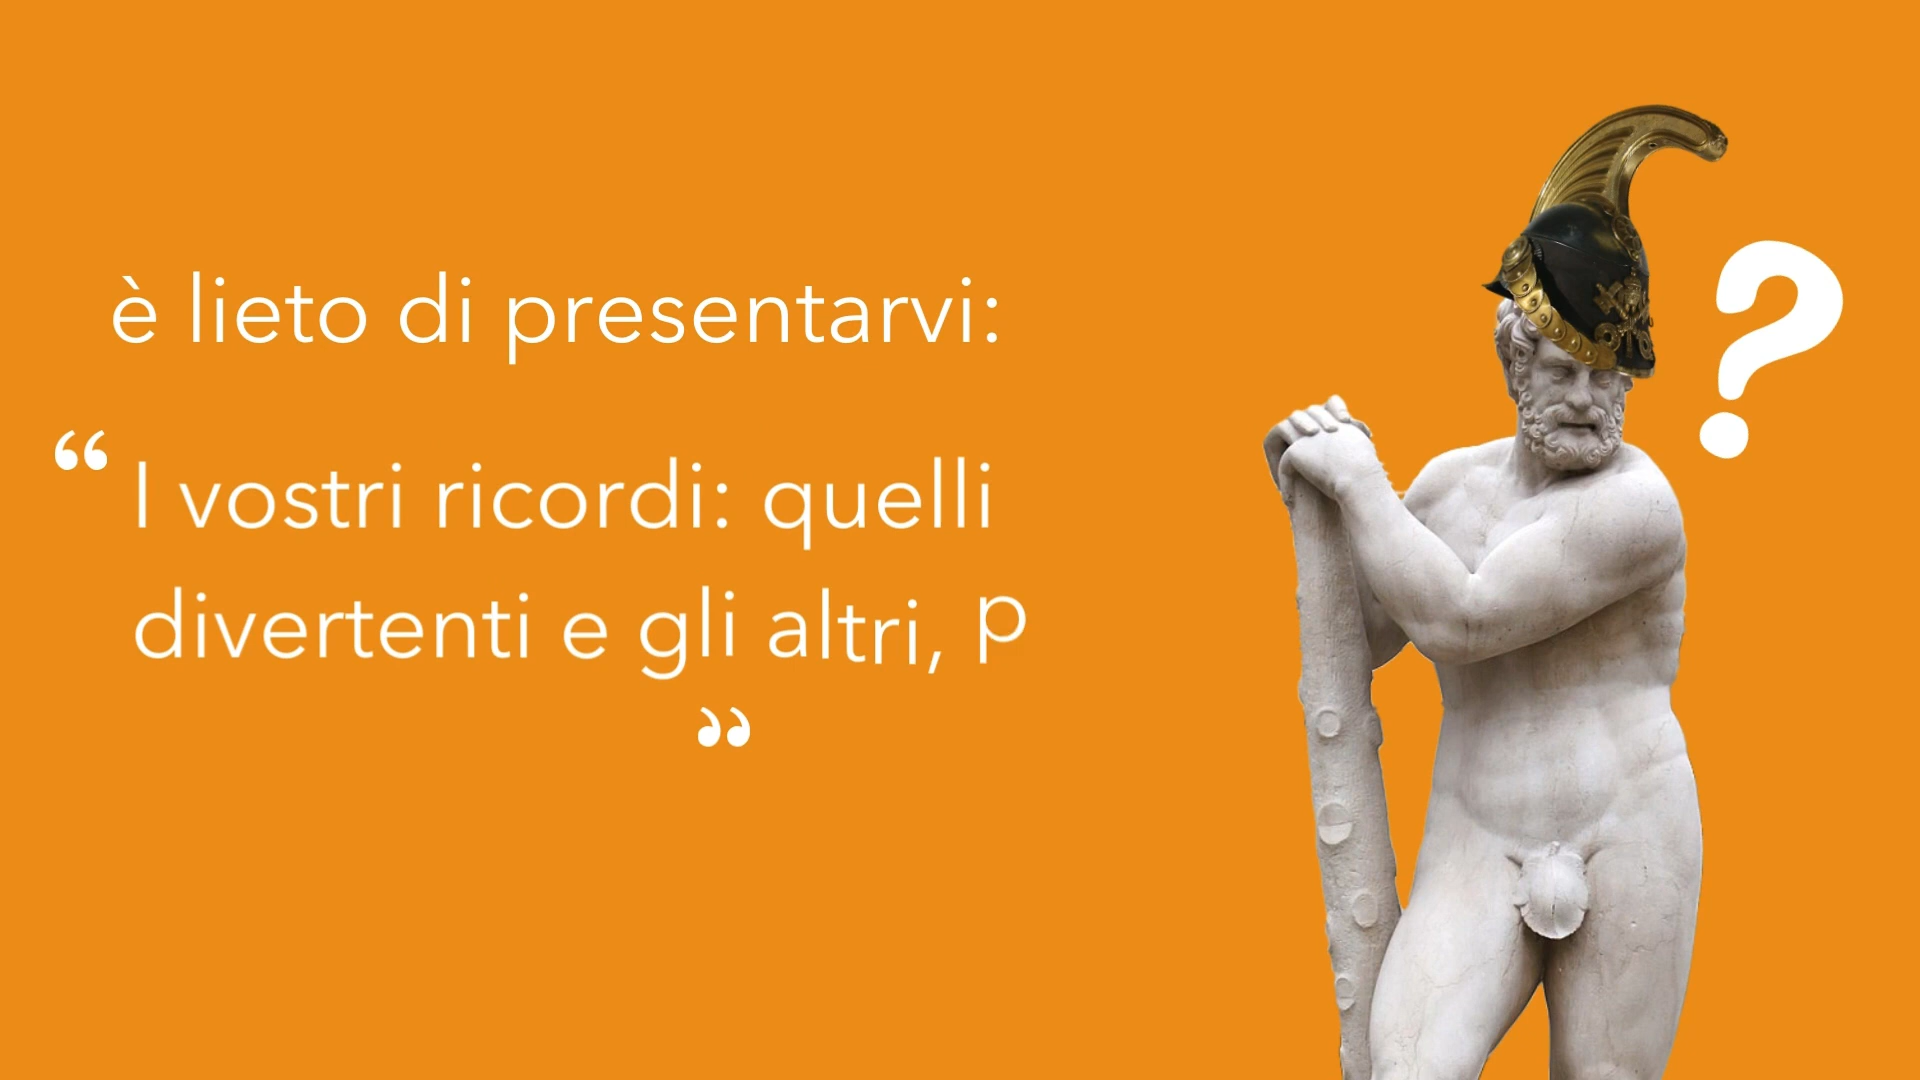 è lieto di presentarvi:
“ I vostri ricordi: quelli
divertenti e gli altri, p
”
?